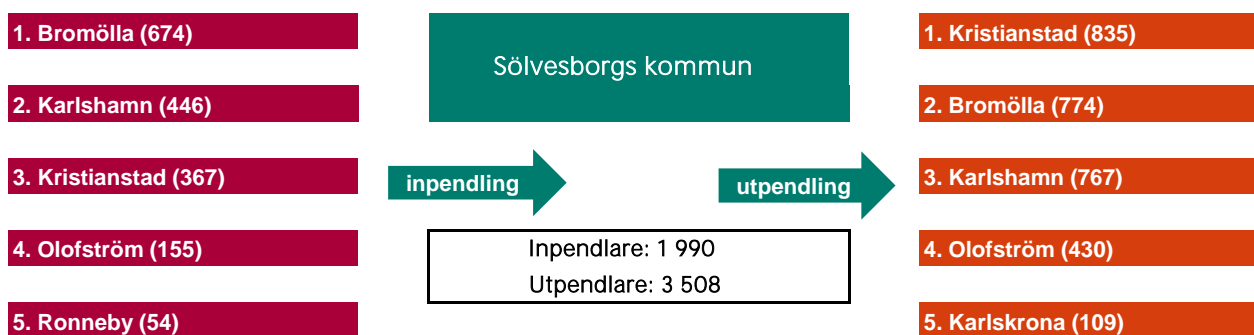 1. Bromölla (674)
2. Karlshamn (446)
3. Kristianstad (367)
4. Olofström (155)
5. Ronneby (54)
Sölvesborgs kommun
inpendling
utpendling
Inpendlare: 1 990
Utpendlare: 3 508
1. Kristianstad (835)
2. Bromölla (774)
3. Karlshamn (767)
4. Olofström (430)
5. Karlskrona (109)